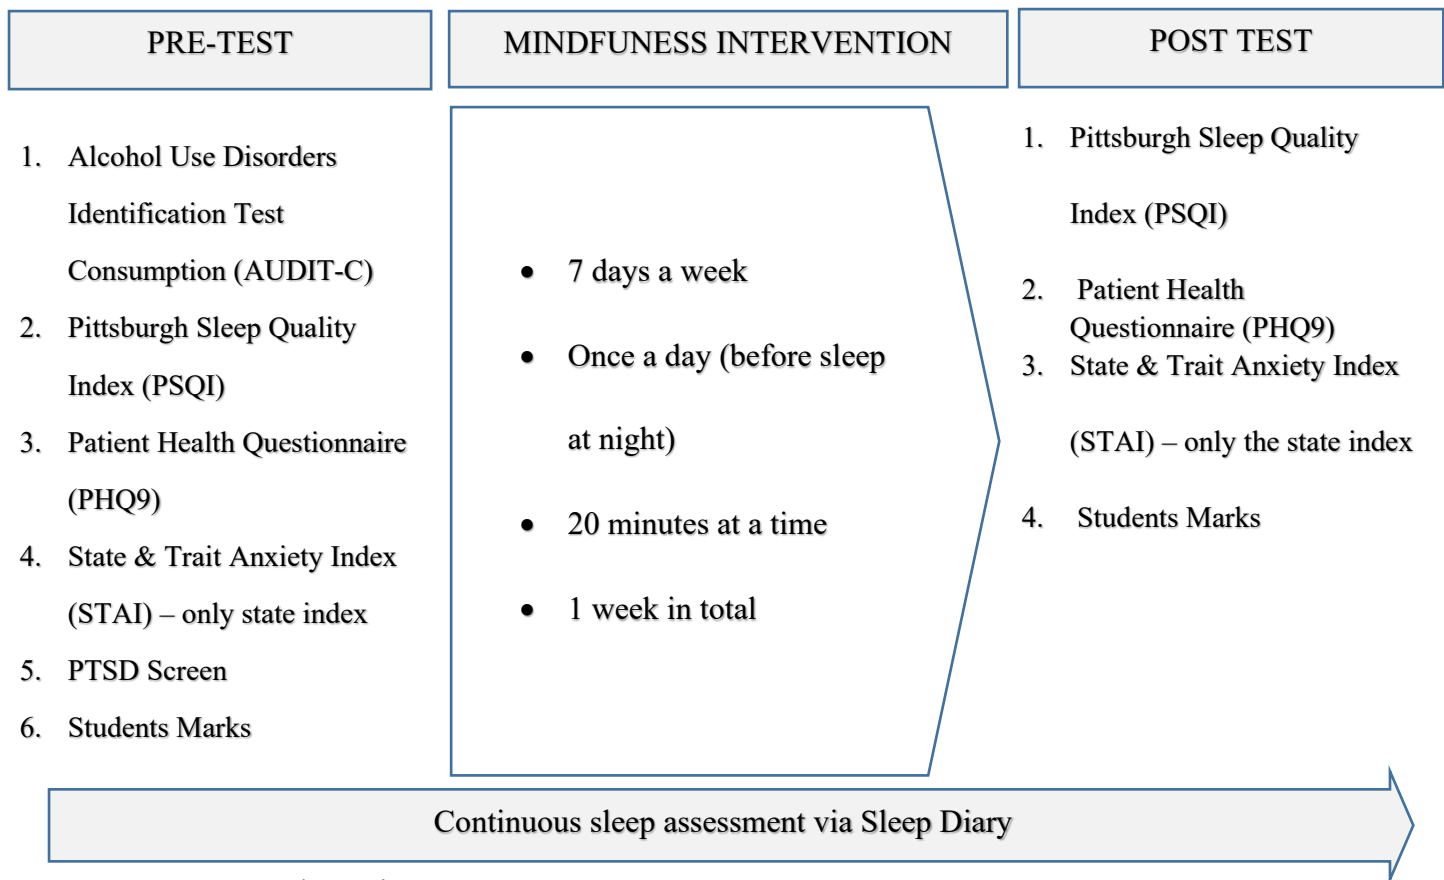 PRE-TEST
MINDFUNESS INTERVENTION
POST TEST
1. Alcohol Use Disorders
Identification Test
Consumption (AUDIT-C)
2. Pittsburgh Sleep Quality
Index (PSQI)
3. Patient Health Questionnaire
(PHQ9)
4. State & Trait Anxiety Index
(STAI) – only state index
5. PTSD Screen
6. Students Marks
• 7 days a week
• Once a day (before sleep
at night)
• 20 minutes at a time
• 1 week in total
1. Pittsburgh Sleep Quality
Index (PSQI)
2. Patient Health
Questionnaire (PHQ9)
3. State & Trait Anxiety Index
(STAI) – only the state index
4. Students Marks
Continuous sleep assessment via Sleep Diary